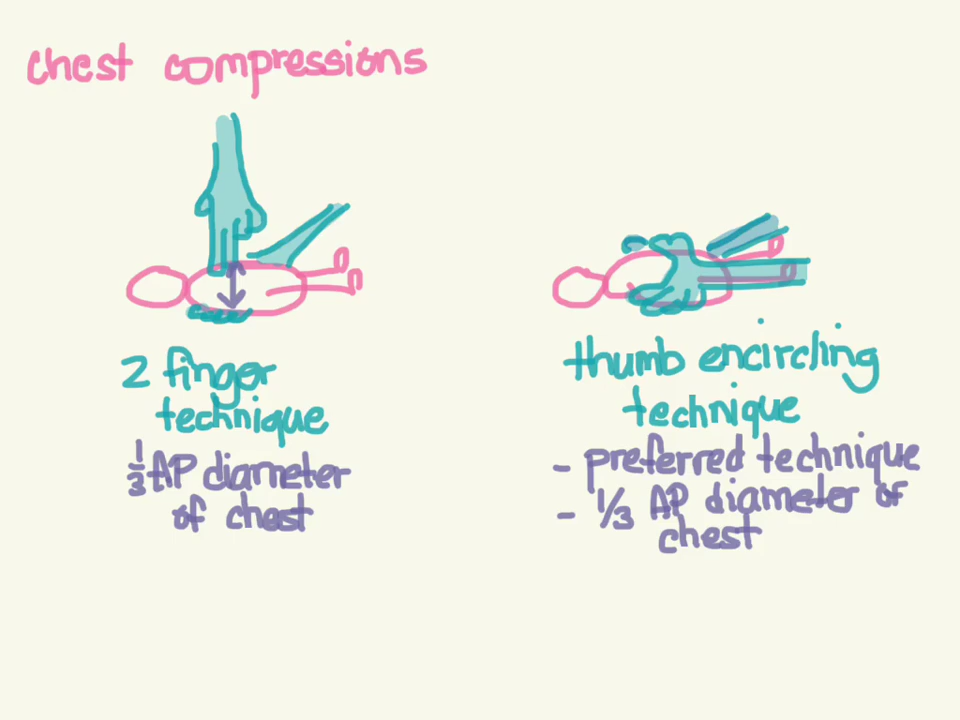 chest compressions
2 finger
technique
1/3 AP diameter
of chest
thumb encircling
technique
- preferred technique
- 1/3 AP diameter of
chest